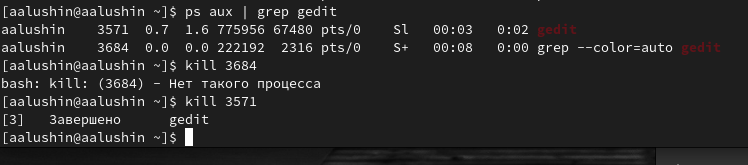 [aalushin@aalushin ~]$ ps aux | grep gedit
aalushin    3571  0.7  1.6 775956 67480 pts/0    Sl   00:03   0:02 gedit
aalushin    3684  0.0  0.0 222192  2316 pts/0    S+   00:08   0:00 grep --color=auto gedit
[aalushin@aalushin ~]$ kill 3684
bash: kill: (3684) - Нет такого процесса
[aalushin@aalushin ~]$ kill 3571
[3]   Завершено      gedit
[aalushin@aalushin ~]$